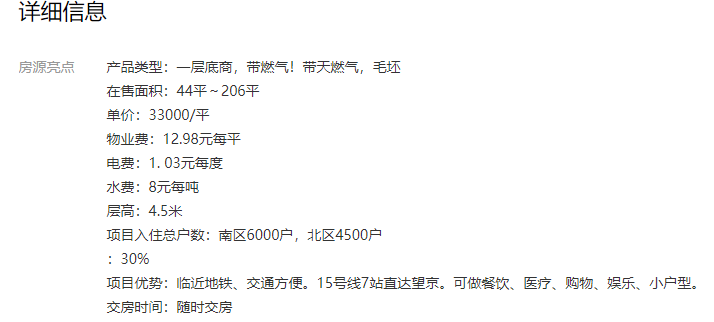 详细信息
房源亮点
产品类型：一层底商，带燃气！带天燃气，毛坯
在售面积：44平～206平
单价：33000/平
物业费：12.98元每平
电费：1. 03元每度
水费：8元每吨
层高：4.5米
项目入住总户数：南区6000户，北区4500户
：30%
项目优势：临近地铁、交通方便。15号线7站直达望京。可做餐饮、医疗、购物、娱乐、小户型。
交房时间：随时交房